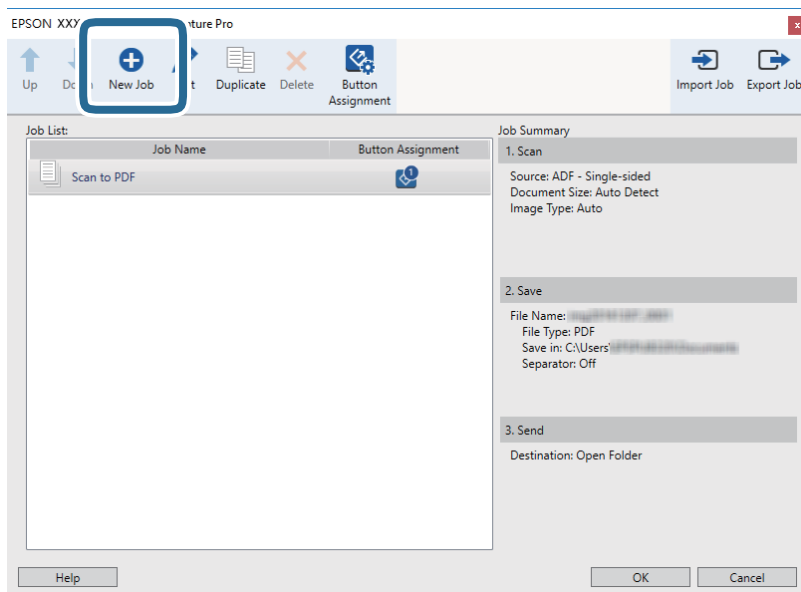 EPSON XXX ture Pro
Up
New Job
Duplicate
Delete
Button
Assignment
Import Job
Export Job
Job List:
Job Name
Button Assignment
Scan to PDF
1
Job Summary
1. Scan
Source: ADF - Single-sided
Document Size: Auto Detect
Image Type: Auto
2. Save
File Name:
File Type: PDF
Save in: C:\Users\
Separator: Off
3. Send
Destination: Open Folder
Help
OK
Cancel